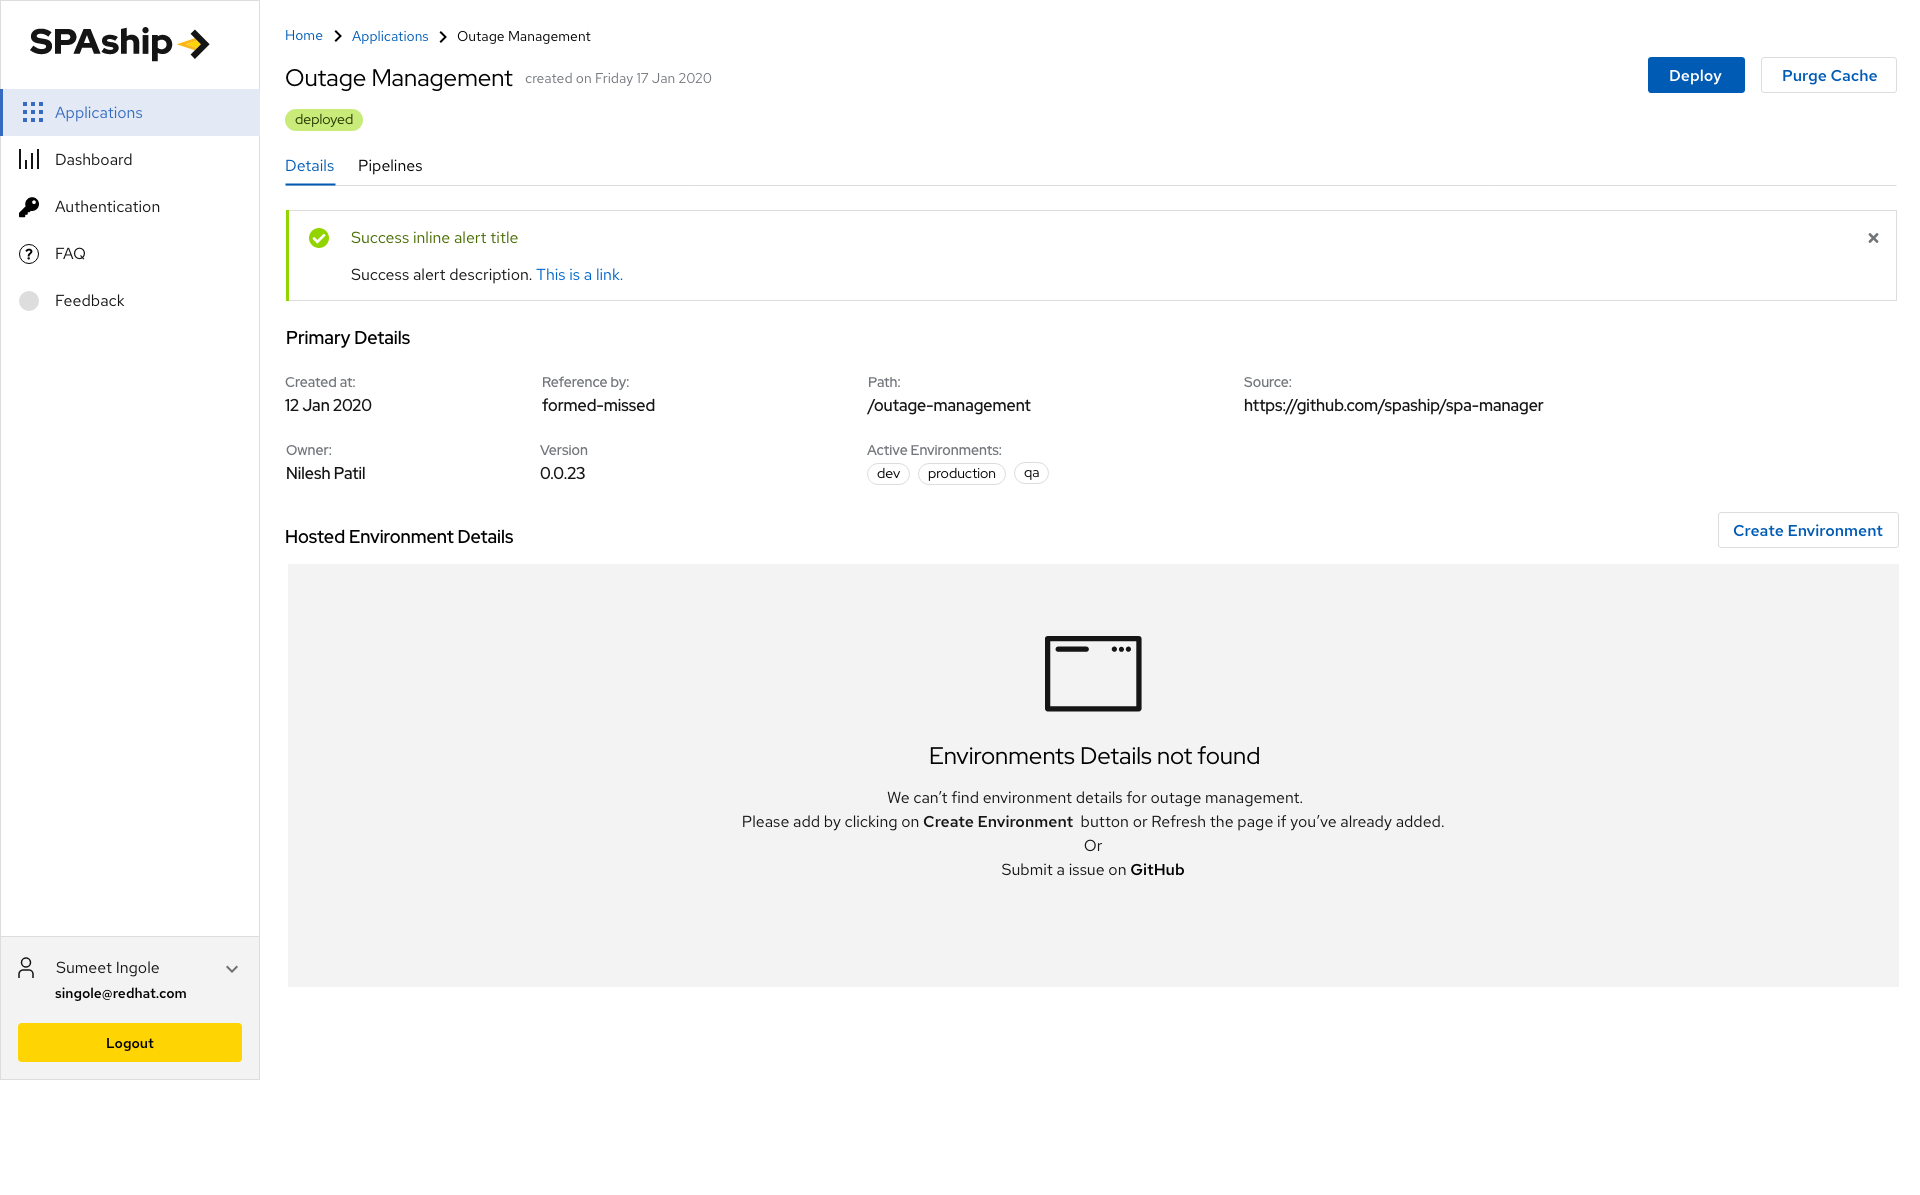 SPAship
Applications
Dashboard
Authentication
FAQ
Feedback
Sumeet Ingole
singole@redhat.com
Logout
Home Applications Outage Management
Outage Management created on Friday 17 Jan 2020
Deploy Purge Cache
deployed
Details Pipelines
Success inline alert title
Success alert description. This is a link.
Primary Details
Created at: Reference by: Path: Source:
12 Jan 2020 formed-missed /outage-management https://github.com/spaship/spa-manager
Owner: Version Active Environments:
Nilesh Patil 0.0.23 dev production qa
Hosted Environment Details Create Environment
Environments Details not found
We can’t find environment details for outage management.
Please add by clicking on Create Environment button or Refresh the page if you’ve already added.
Or
Submit a issue on GitHub